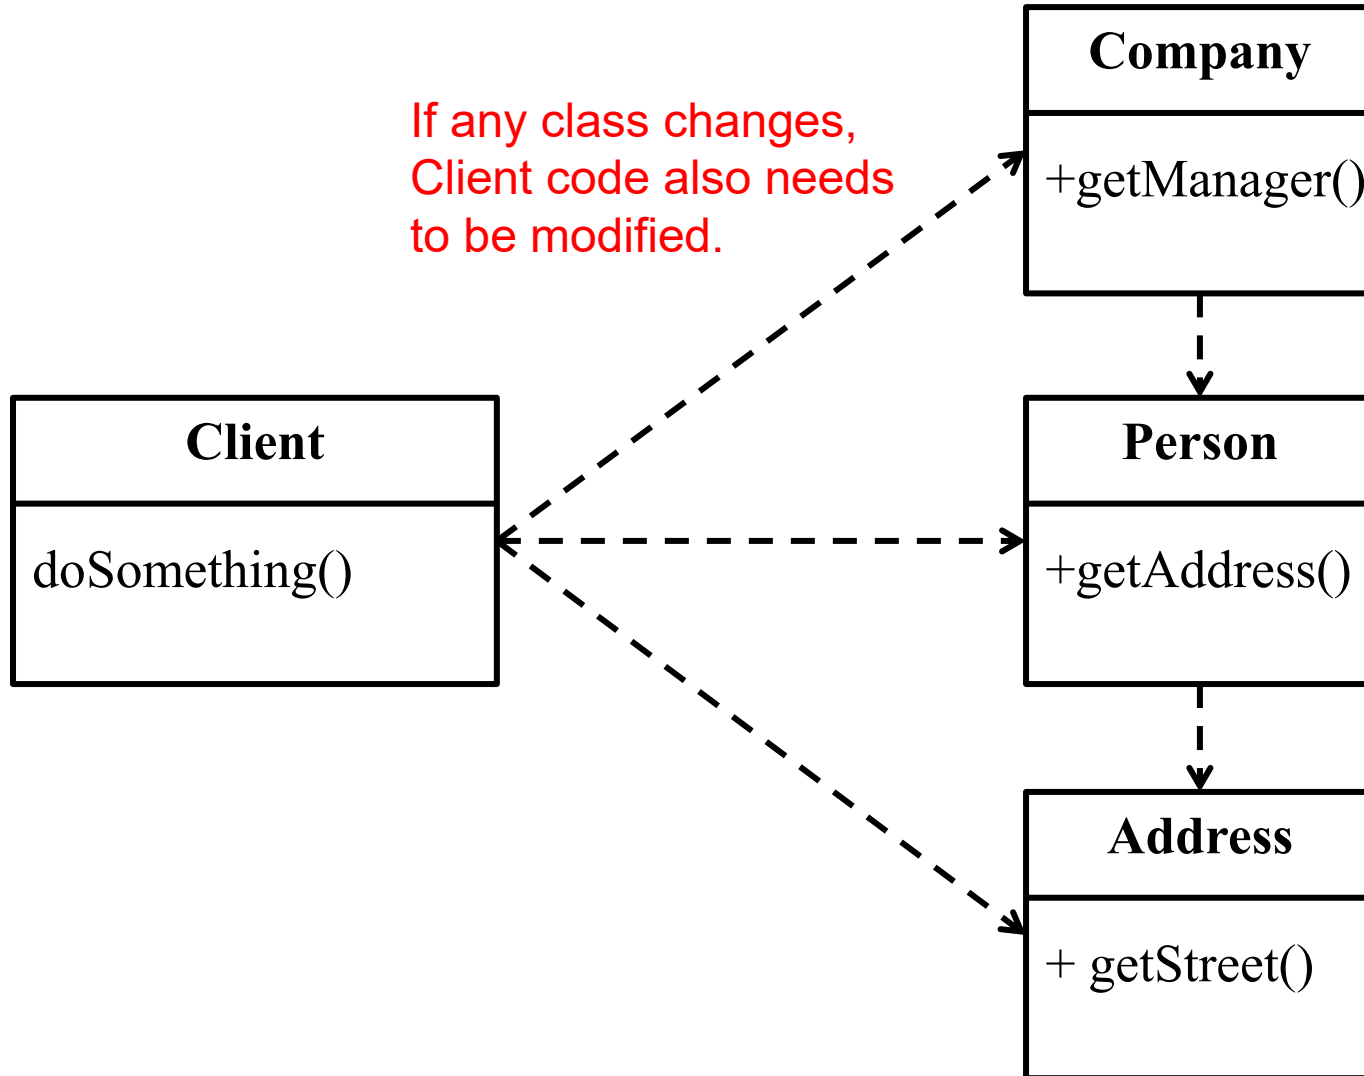 Company
If any class changes,
Client code also needs
to be modified.
+getManager()
Client
Person
doSomething()
+getAddress()
Address
+ getStreet()